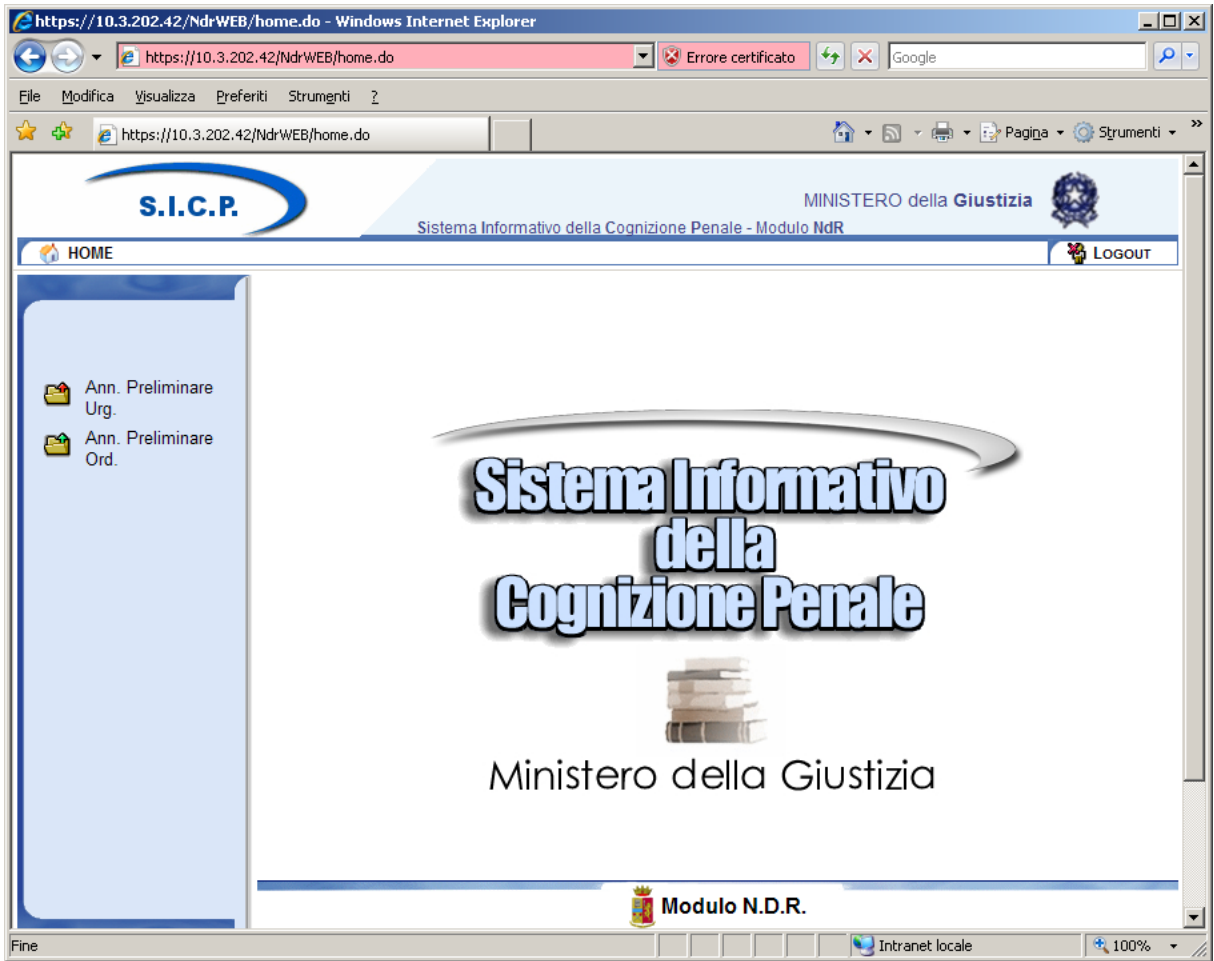 https://10.3.202.42/NdrWEB/home.do - Windows Internet Explorer
https://10.3.202.42/NdrWEB/home.do Errore certificato Google
File Modifica Visualizza Preferiti Strumenti ?
https://10.3.202.42/NdrWEB/home.do Pagina Strumenti »
S.I.C.P.
MINISTERO della Giustizia
Sistema Informativo della Cognizione Penale - Modulo NdR
HOME LOGOUT
Ann. Preliminare
Urg.
Ann. Preliminare
Ord.
Sistema Informativo
della
Cognizione Penale
Ministero della Giustizia
Modulo N.D.R.
Fine Intranet locale 100%